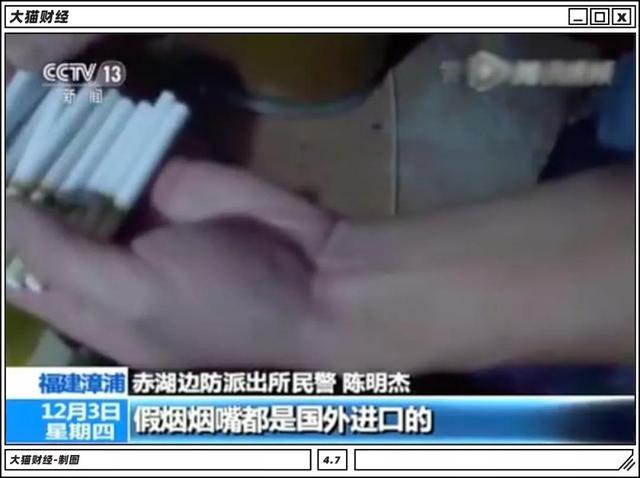 大猫财经
CCTV 13
新闻
福建漳浦
赤湖边防派出所民警 陈明杰
12月3日
星期四
假烟烟嘴都是国外进口的
大猫财经-制图
4.7